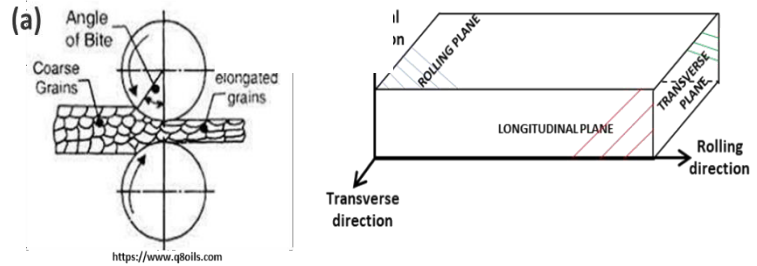 (a)
Angle
of Bite
Coarse
Grains
elongated
grains
https://www.q8oils.com
ROLLING PLANE
TRANSVERSE
PLANE
LONGITUDINAL PLANE
Rolling
direction
Transverse
direction